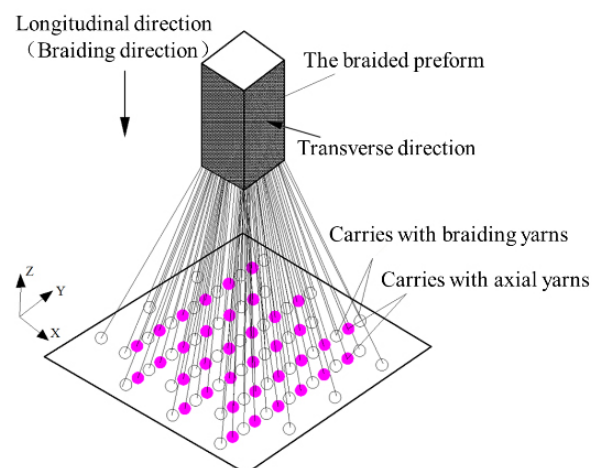 Longitudinal direction
（Braiding direction）
The braided preform
Transverse direction
Carries with braiding yarns
Carries with axial yarns
Z
Y
X